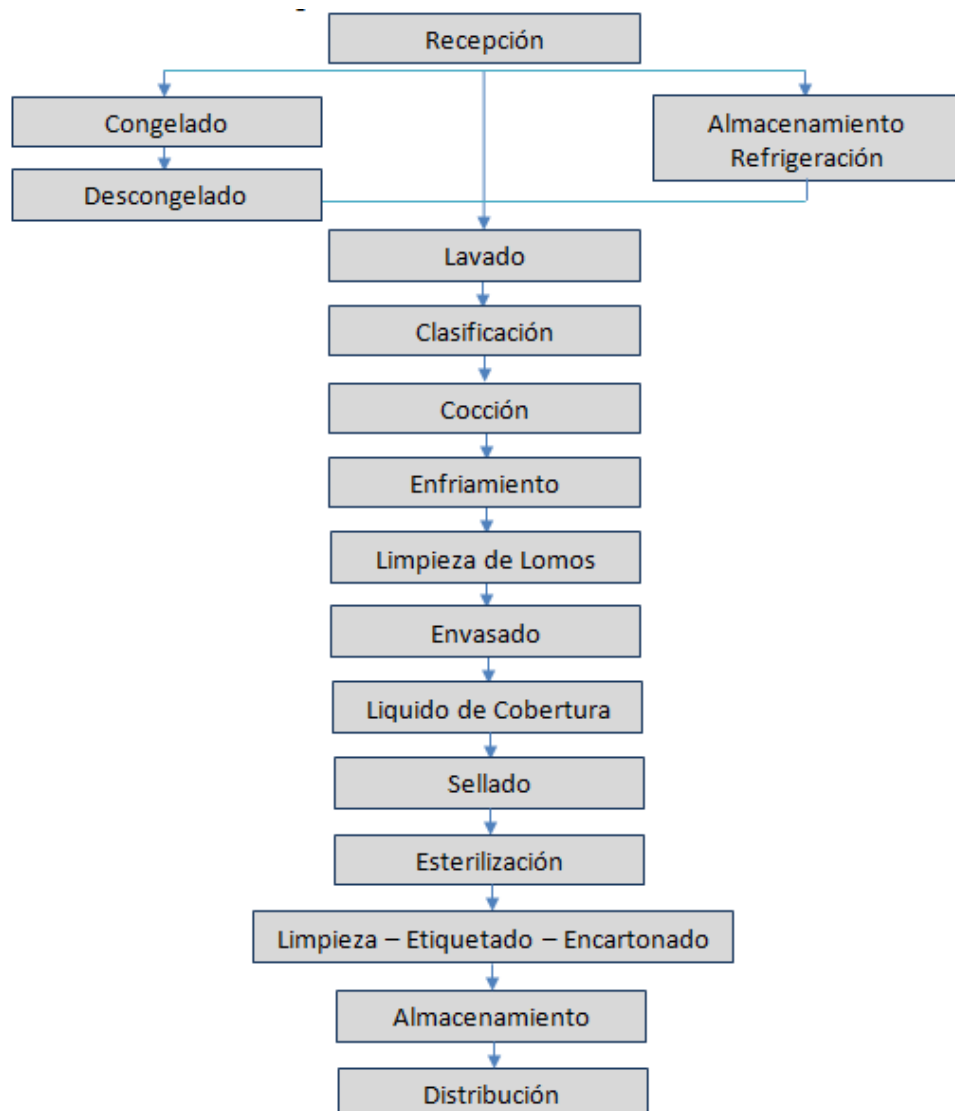 Recepción
Congelado
Almacenamiento
Refrigeración
Descongelado
Lavado
Clasificación
Cocción
Enfriamiento
Limpieza de Lomos
Envasado
Liquido de Cobertura
Sellado
Esterilización
Limpieza – Etiquetado – Encartonado
Almacenamiento
Distribución